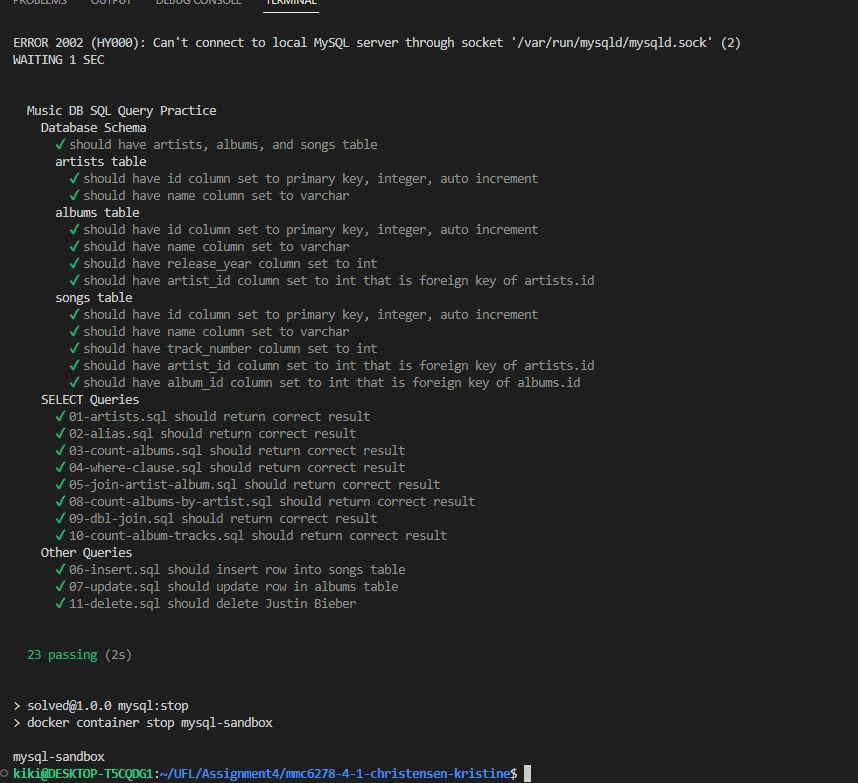 PROBLEMS OUTPUT DEBUG CONSOLE TERMINAL
ERROR 2002 (HY000): Can't connect to local MySQL server through socket '/var/run/mysqld/mysqld.sock' (2)
WAITING 1 SEC
Music DB SQL Query Practice
Database Schema
✓ should have artists, albums, and songs table
artists table
✓ should have id column set to primary key, integer, auto increment
✓ should have name column set to varchar
albums table
✓ should have id column set to primary key, integer, auto increment
✓ should have name column set to varchar
✓ should have release_year column set to int
✓ should have artist_id column set to int that is foreign key of artists.id
songs table
✓ should have id column set to primary key, integer, auto increment
✓ should have name column set to varchar
✓ should have track_number column set to int
✓ should have artist_id column set to int that is foreign key of artists.id
✓ should have album_id column set to int that is foreign key of albums.id
SELECT Queries
✓ 01-artists.sql should return correct result
✓ 02-alias.sql should return correct result
✓ 03-count-albums.sql should return correct result
✓ 04-where-clause.sql should return correct result
✓ 05-join-artist-album.sql should return correct result
✓ 08-count-albums-by-artist.sql should return correct result
✓ 09-dbl-join.sql should return correct result
✓ 10-count-album-tracks.sql should return correct result
Other Queries
✓ 06-insert.sql should insert row into songs table
✓ 07-update.sql should update row in albums table
✓ 11-delete.sql should delete Justin Bieber
23 passing (2s)
> solved@1.0.0 mysql:stop
> docker container stop mysql-sandbox
mysql-sandbox
kiki@DESKTOP-T5CQDG1:~/UFL/Assignment4/mmc6278-4-1-christensen-kristine$